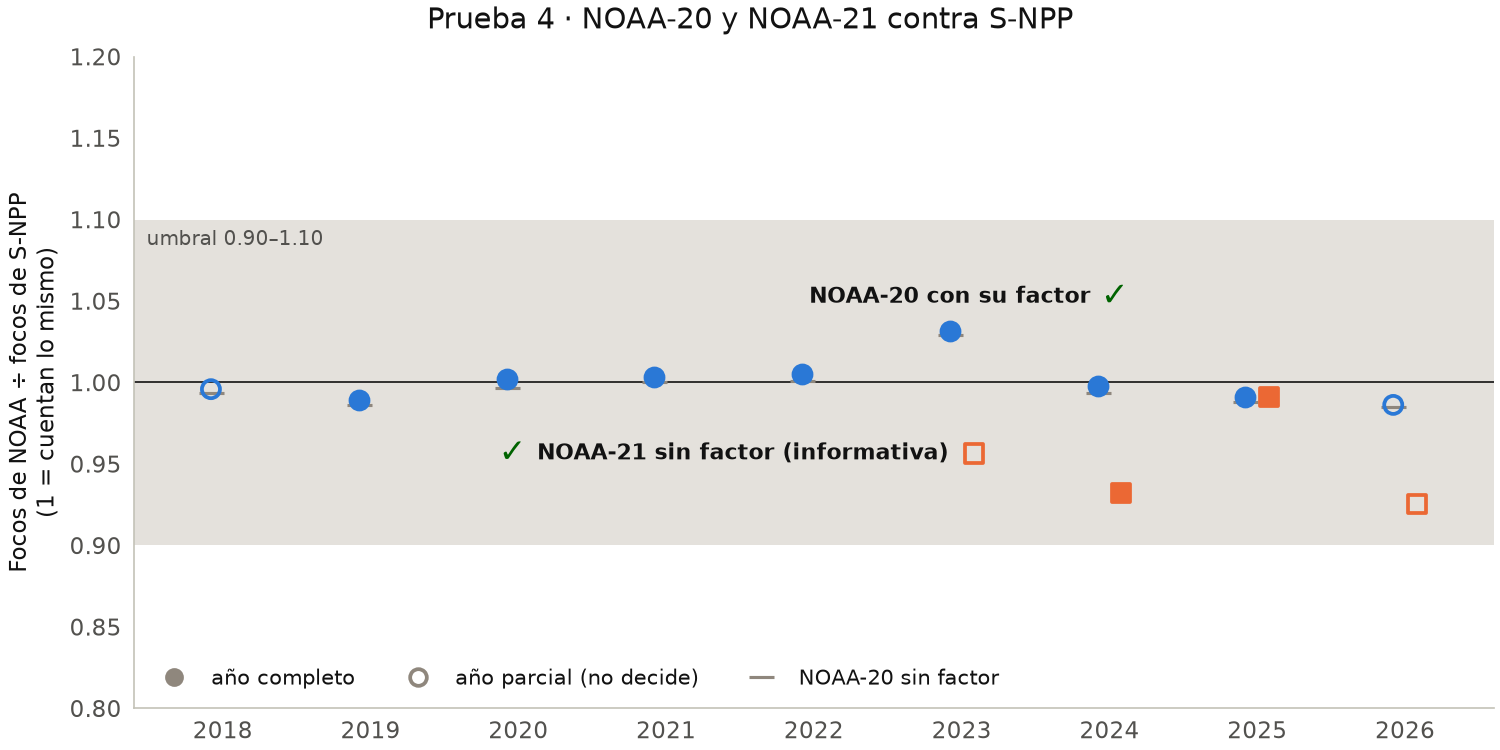 Prueba 4 · NOAA-20 y NOAA-21 contra S-NPP
Focos de NOAA ÷ focos de S-NPP
(1 = cuentan lo mismo)
1.20
1.15
1.10
1.05
1.00
0.95
0.90
0.85
0.80
umbral 0.90–1.10
NOAA-20 con su factor ✓
✓ NOAA-21 sin factor (informativa)
año completo
año parcial (no decide)
NOAA-20 sin factor
2018
2019
2020
2021
2022
2023
2024
2025
2026